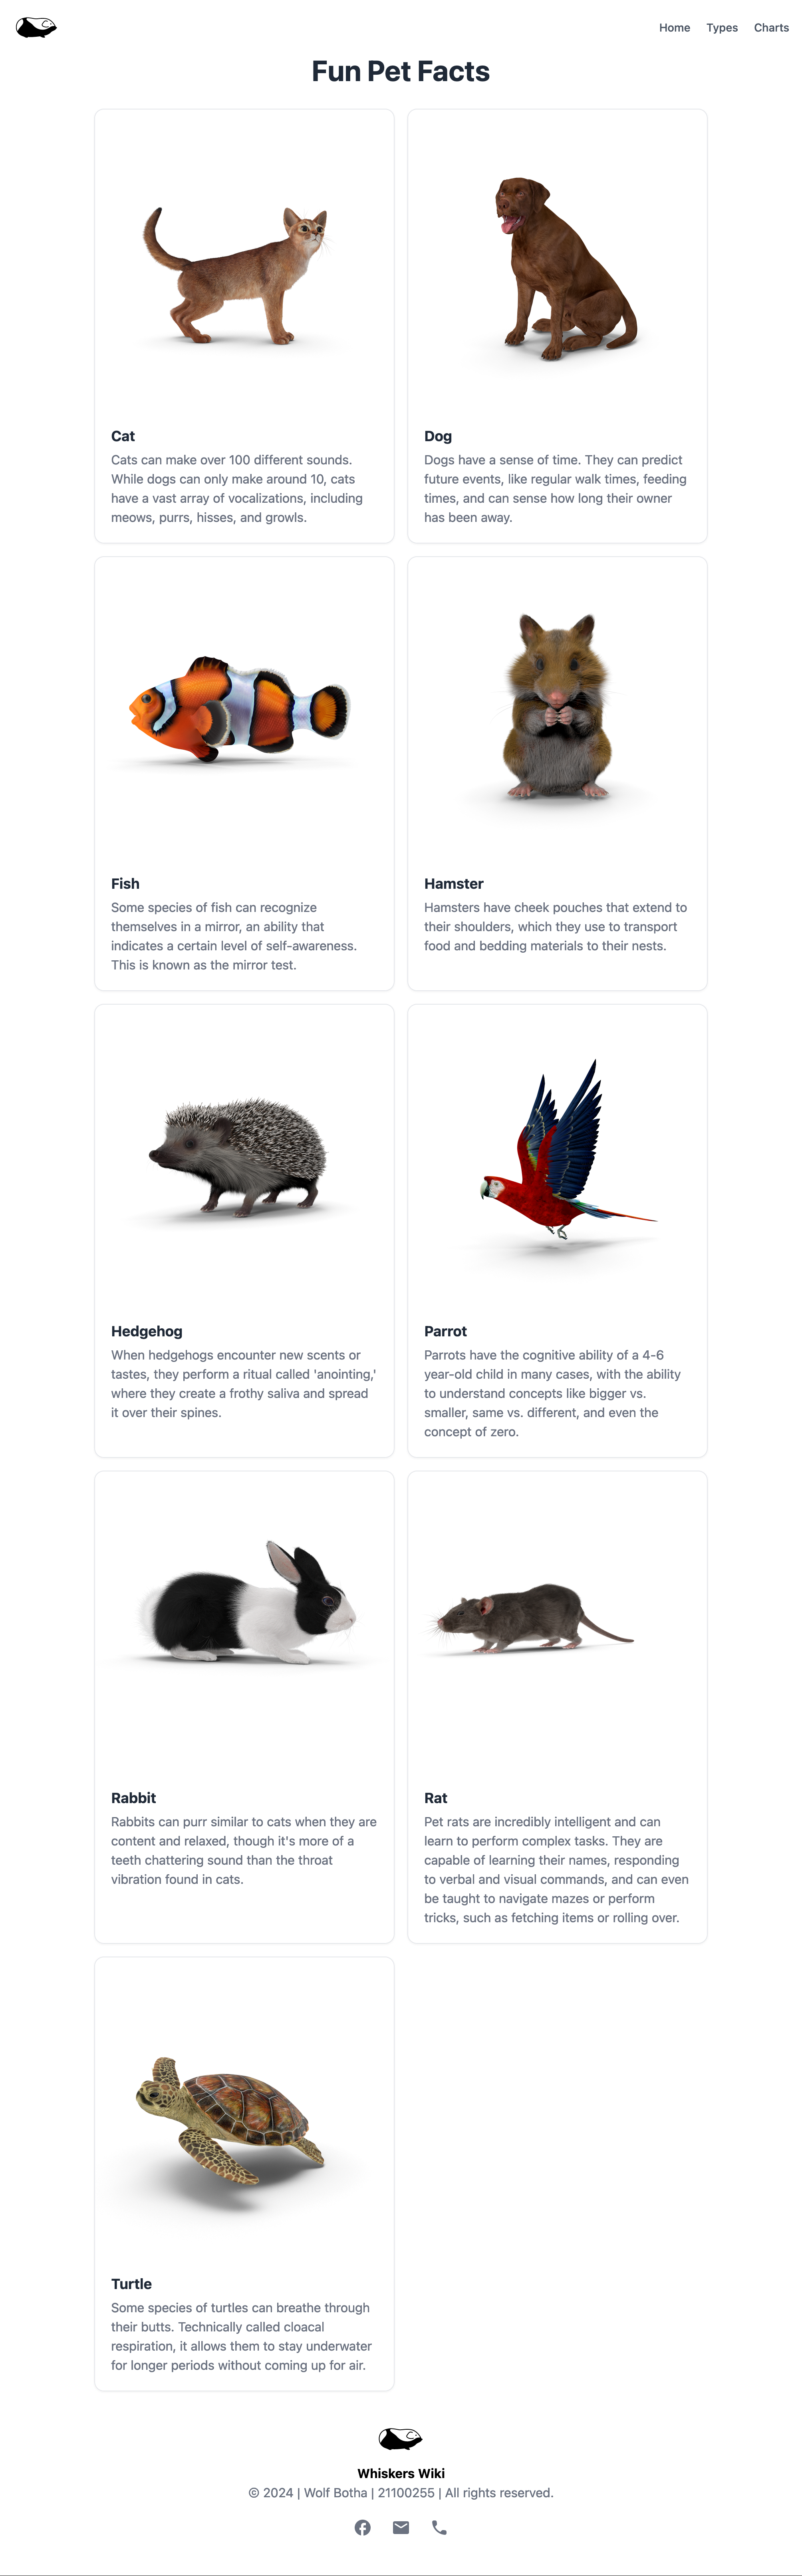 Home Types Charts
Fun Pet Facts
Cat
Cats can make over 100 different sounds.
While dogs can only make around 10, cats
have a vast array of vocalizations, including
meows, purrs, hisses, and growls.
Dog
Dogs have a sense of time. They can predict
future events, like regular walk times, feeding
times, and can sense how long their owner
has been away.
Fish
Some species of fish can recognize
themselves in a mirror, an ability that
indicates a certain level of self-awareness.
This is known as the mirror test.
Hamster
Hamsters have cheek pouches that extend to
their shoulders, which they use to transport
food and bedding materials to their nests.
Hedgehog
When hedgehogs encounter new scents or
tastes, they perform a ritual called 'anointing,'
where they create a frothy saliva and spread
it over their spines.
Parrot
Parrots have the cognitive ability of a 4-6
year-old child in many cases, with the ability
to understand concepts like bigger vs.
smaller, same vs. different, and even the
concept of zero.
Rabbit
Rabbits can purr similar to cats when they are
content and relaxed, though it's more of a
teeth chattering sound than the throat
vibration found in cats.
Rat
Pet rats are incredibly intelligent and can
learn to perform complex tasks. They are
capable of learning their names, responding
to verbal and visual commands, and can even
be taught to navigate mazes or perform
tricks, such as fetching items or rolling over.
Turtle
Some species of turtles can breathe through
their butts. Technically called cloacal
respiration, it allows them to stay underwater
for longer periods without coming up for air.
Whiskers Wiki
© 2024 | Wolf Botha | 21100255 | All rights reserved.